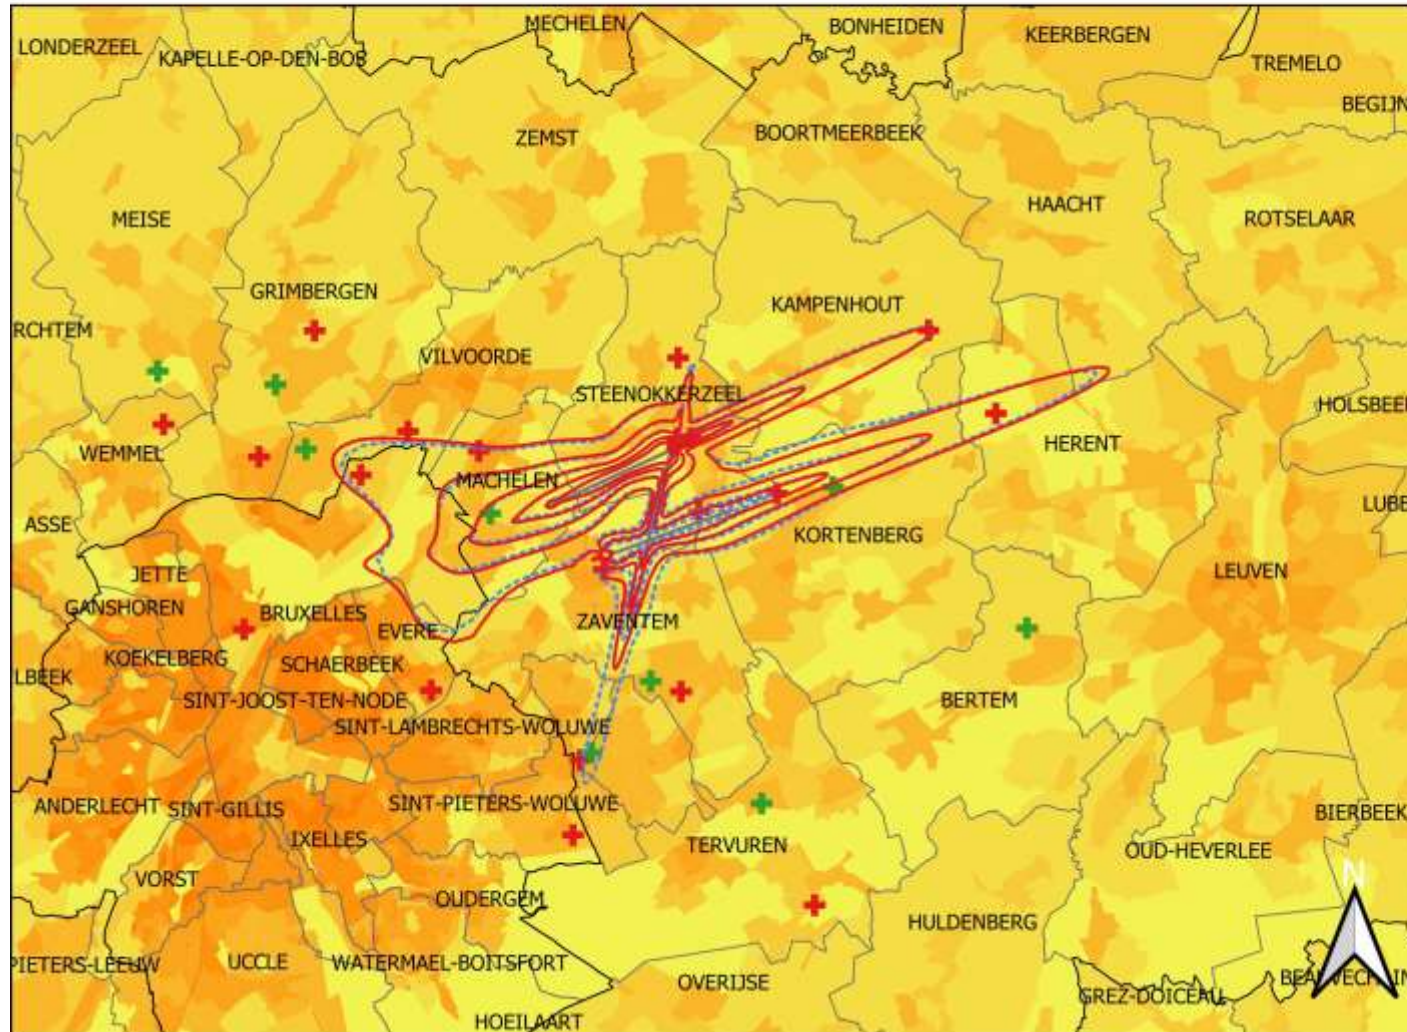 MECHELEN
BONHEIDEN
KEERBERGEN
LONDERZEEL
KAPELLE-OP-DEN-BOS
TREMELO
BEGIJN
ZEMST
BOORTMEERBEEK
MEISE
HAACHT
ROTSELAAR
GRIMBERGEN
KAMPENHOUT
RCHTEM
VILVOORDE
STEENOKKERZEEL
HOLSBEE
WEMMEL
HERENT
MACHELEN
ASSE
LUBB
KORTENBERG
JETTE
LEUVEN
GANSHOREN
BRUXELLES
EVERE
ZAVENTEM
KOEKELBERG
SCHAERBEEK
LBEEK
SINT-JOOST-TEN-NODE
BERTEM
SINT-LAMBRECHTS-WOLUWE
ANDERLECHT
SINT-GILLIS
SINT-PIETERS-WOLUWE
BIERBEEK
IXELLES
TERVUREN
OUD-HEVERLEE
VORST
N
OUDERGEM
HULDENBERG
PIETERS-LEEUW
UCCLE
WATERMAEL-BOITSFORT
OVERIJSE
GREZ-DOICEAU
HOEILAART